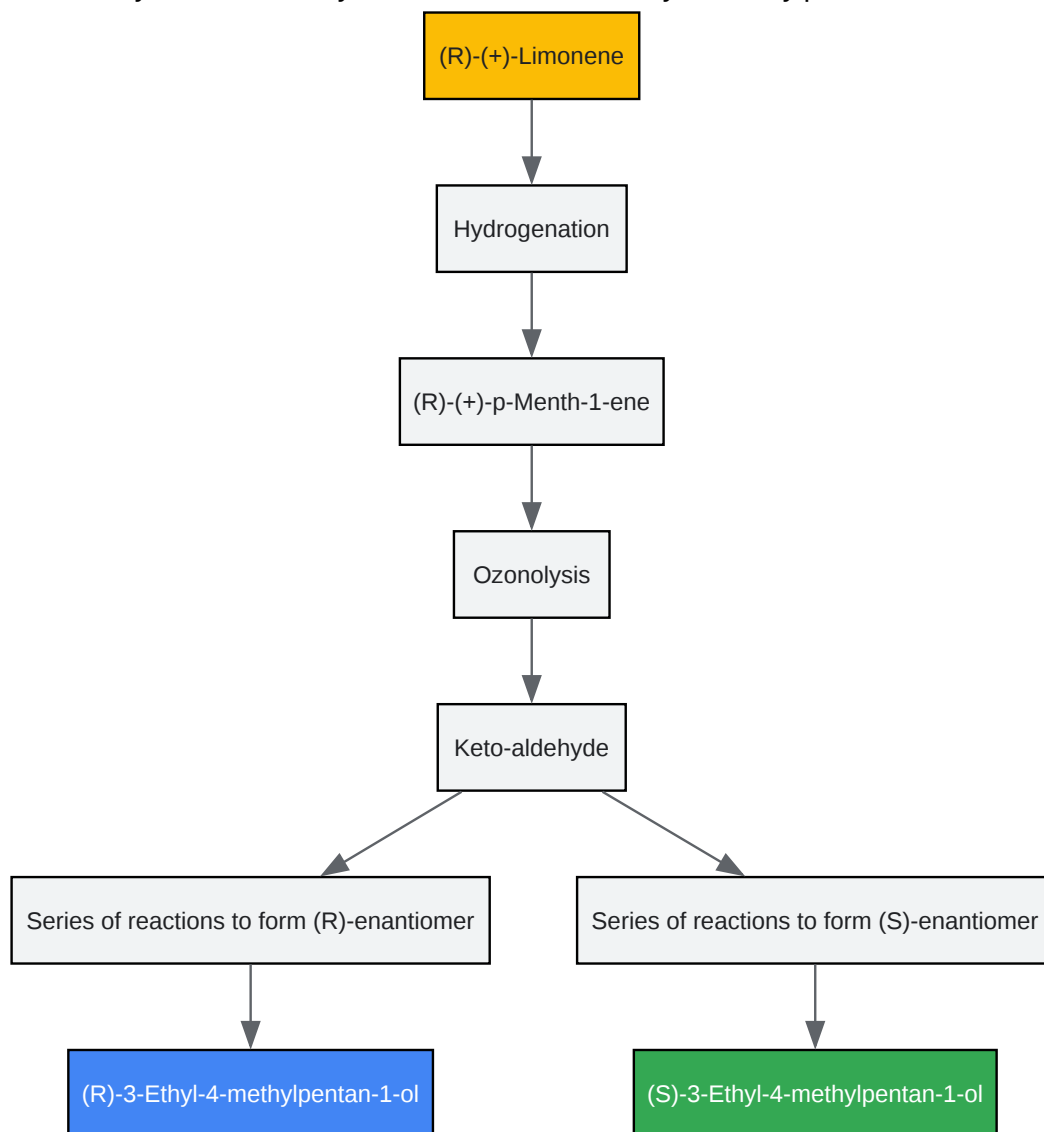 (R)-(+)-Limonene
Hydrogenation
(R)-(+)-p-Menth-1-ene
Ozonolysis
Keto-aldehyde
Series of reactions to form (R)-enantiomer
Series of reactions to form (S)-enantiomer
(R)-3-Ethyl-4-methylpentan-1-ol
(S)-3-Ethyl-4-methylpentan-1-ol